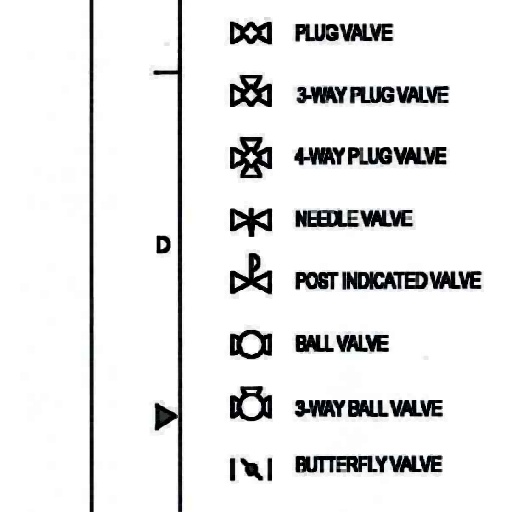 PLUG VALVE
3-WAY PLUG VALVE
4-WAY PLUG VALVE
NEEDLE VALVE
D
POST INDICATED VALVE
BALL VALVE
3-WAY BALL VALVE
BUTTERFLY VALVE